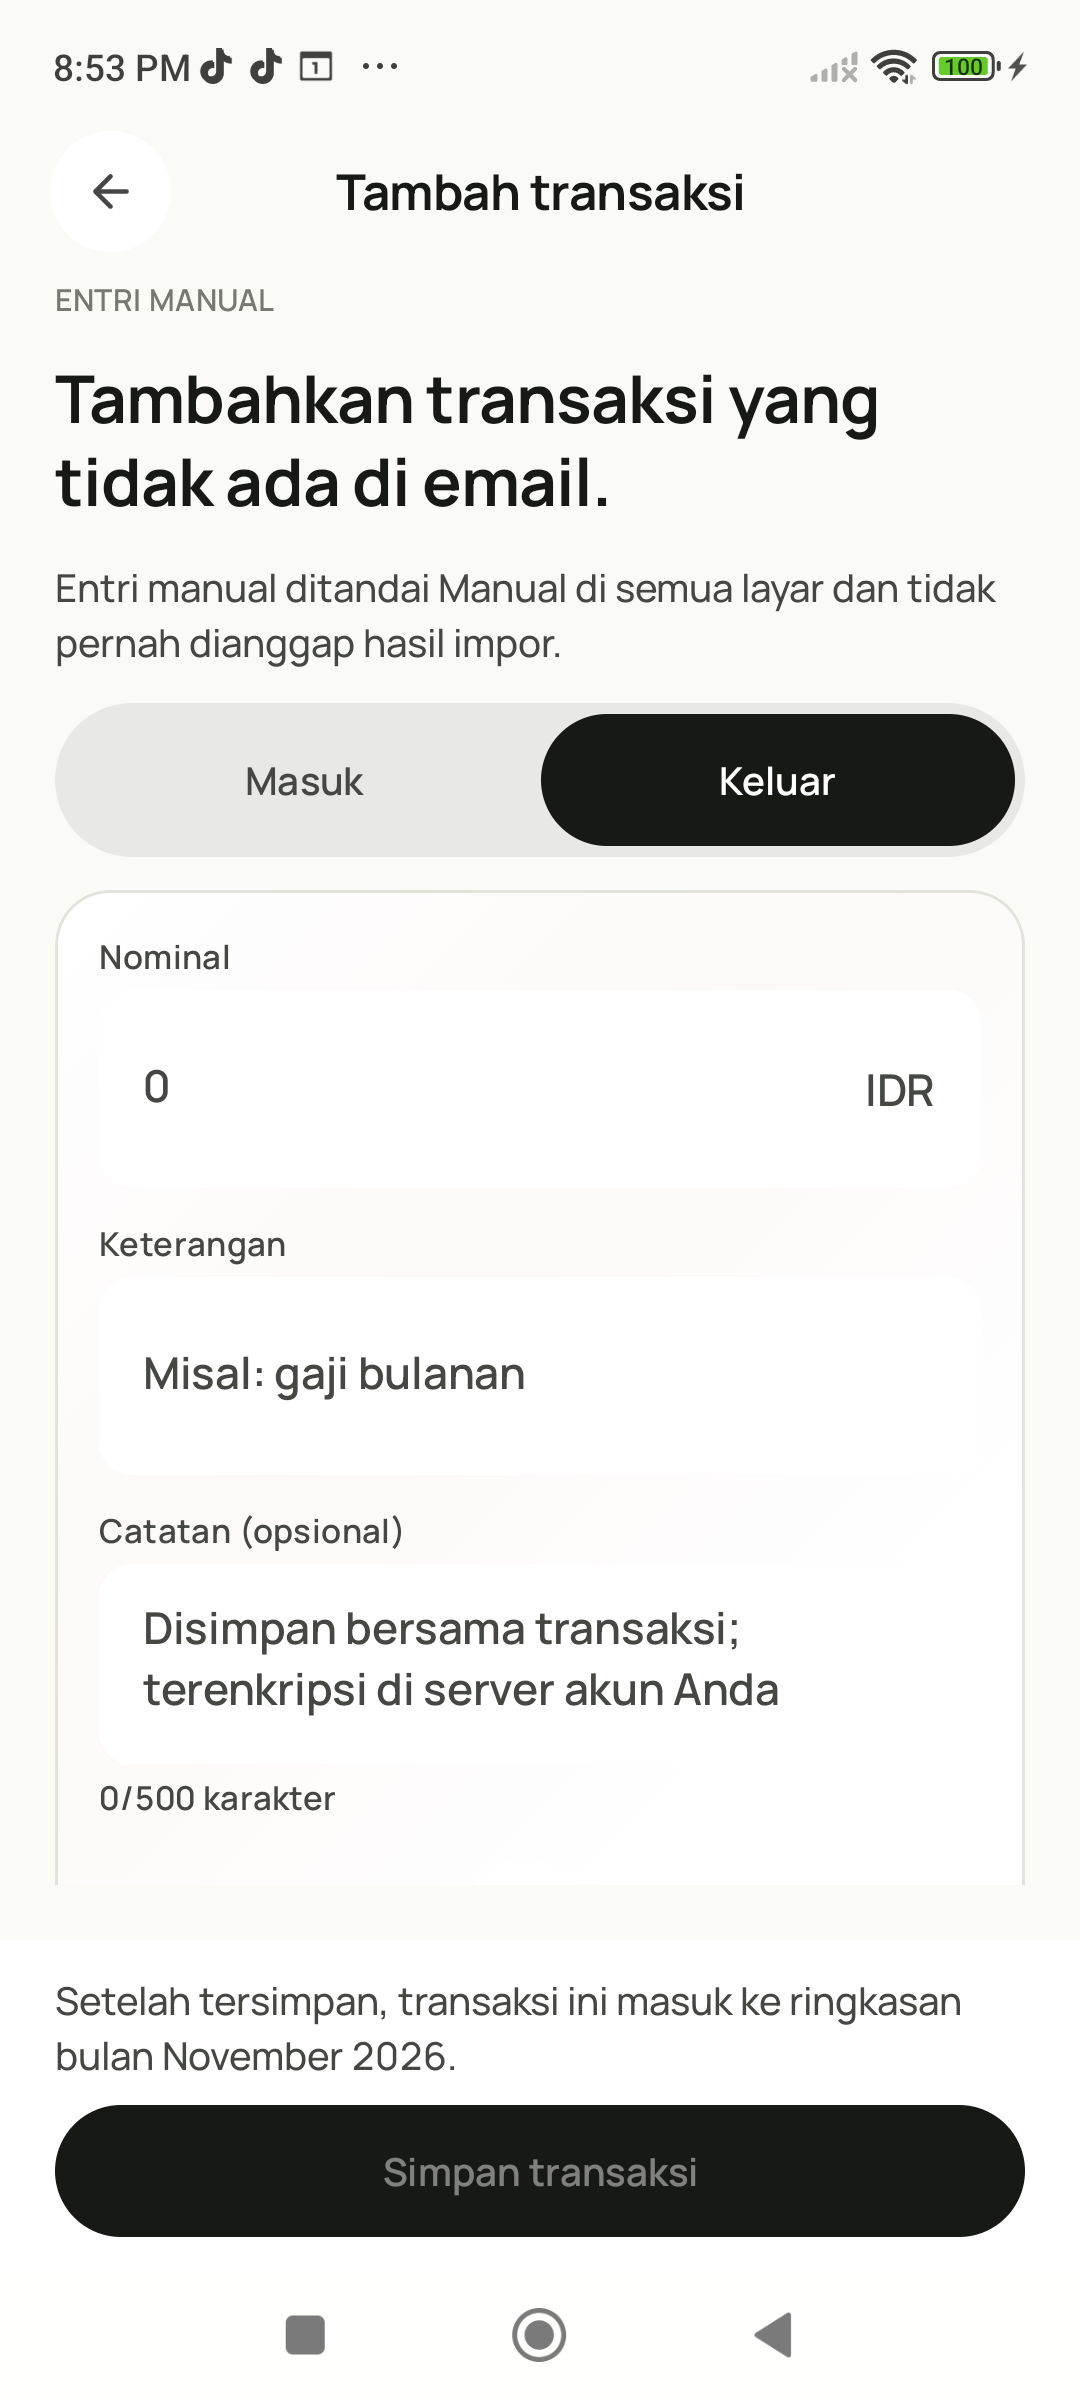 8:53 PM
1
100
Tambah transaksi
ENTRI MANUAL
Tambahkan transaksi yang
tidak ada di email.
Entri manual ditandai Manual di semua layar dan tidak
pernah dianggap hasil impor.
Masuk
Keluar
Nominal
0
IDR
Keterangan
Misal: gaji bulanan
Catatan (opsional)
Disimpan bersama transaksi;
terenkripsi di server akun Anda
0/500 karakter
Setelah tersimpan, transaksi ini masuk ke ringkasan
bulan November 2026.
Simpan transaksi